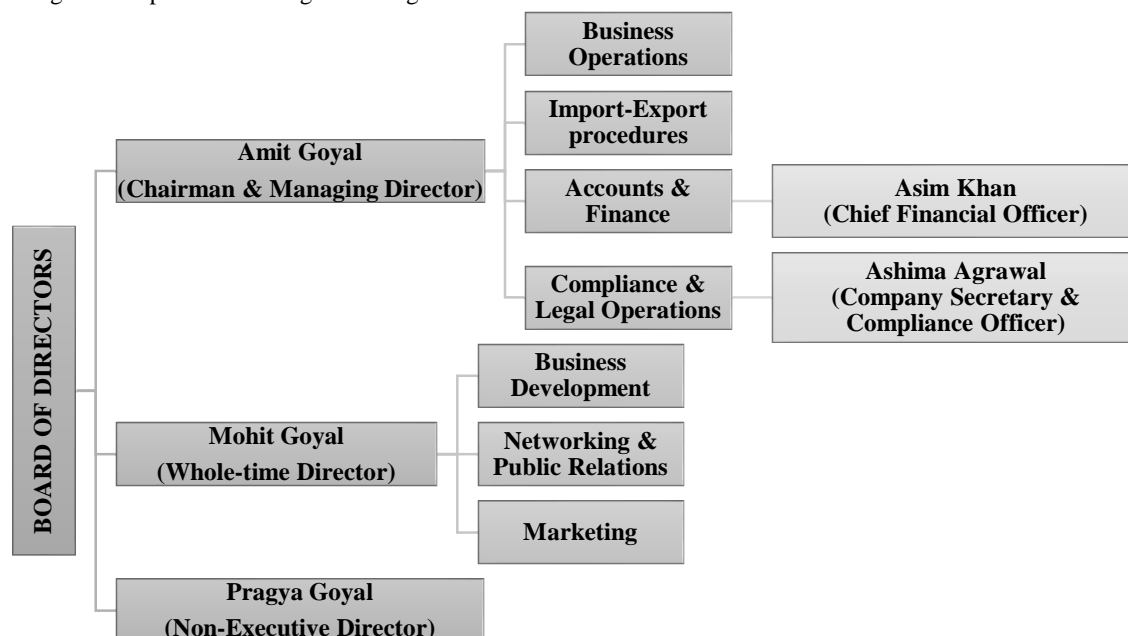 Business
Operations
Import-Export
procedures
Amit Goyal
(Chairman & Managing Director)
Accounts &
Finance
Asim Khan
(Chief Financial Officer)
Compliance &
Legal Operations
Ashima Agrawal
(Company Secretary &
Compliance Officer)
BOARD OF DIRECTORS
Business
Development
Mohit Goyal
(Whole-time Director)
Networking &
Public Relations
Marketing
Pragya Goyal
(Non-Executive Director)